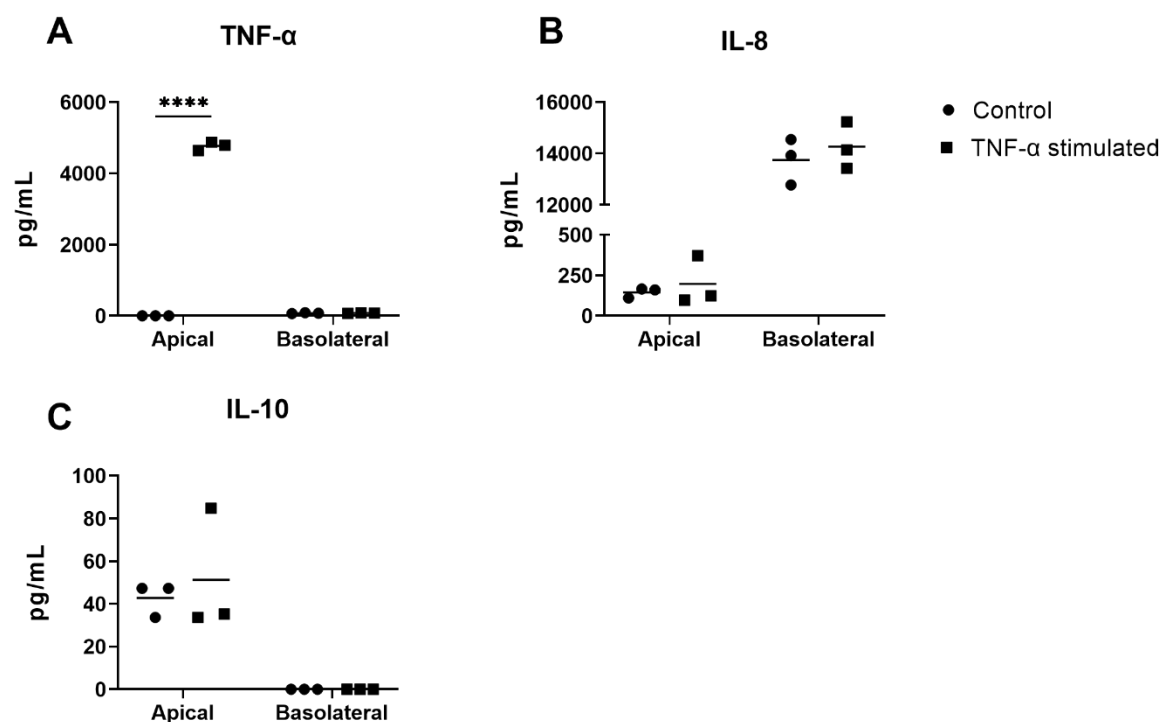 A
TNF-α
pg/mL
6000
4000
2000
0
****
Apical
Basolateral
B
IL-8
pg/mL
16000
14000
12000
500
250
0
Apical
Basolateral
Control
TNF-α stimulated
C
IL-10
pg/mL
100
80
60
40
20
0
Apical
Basolateral